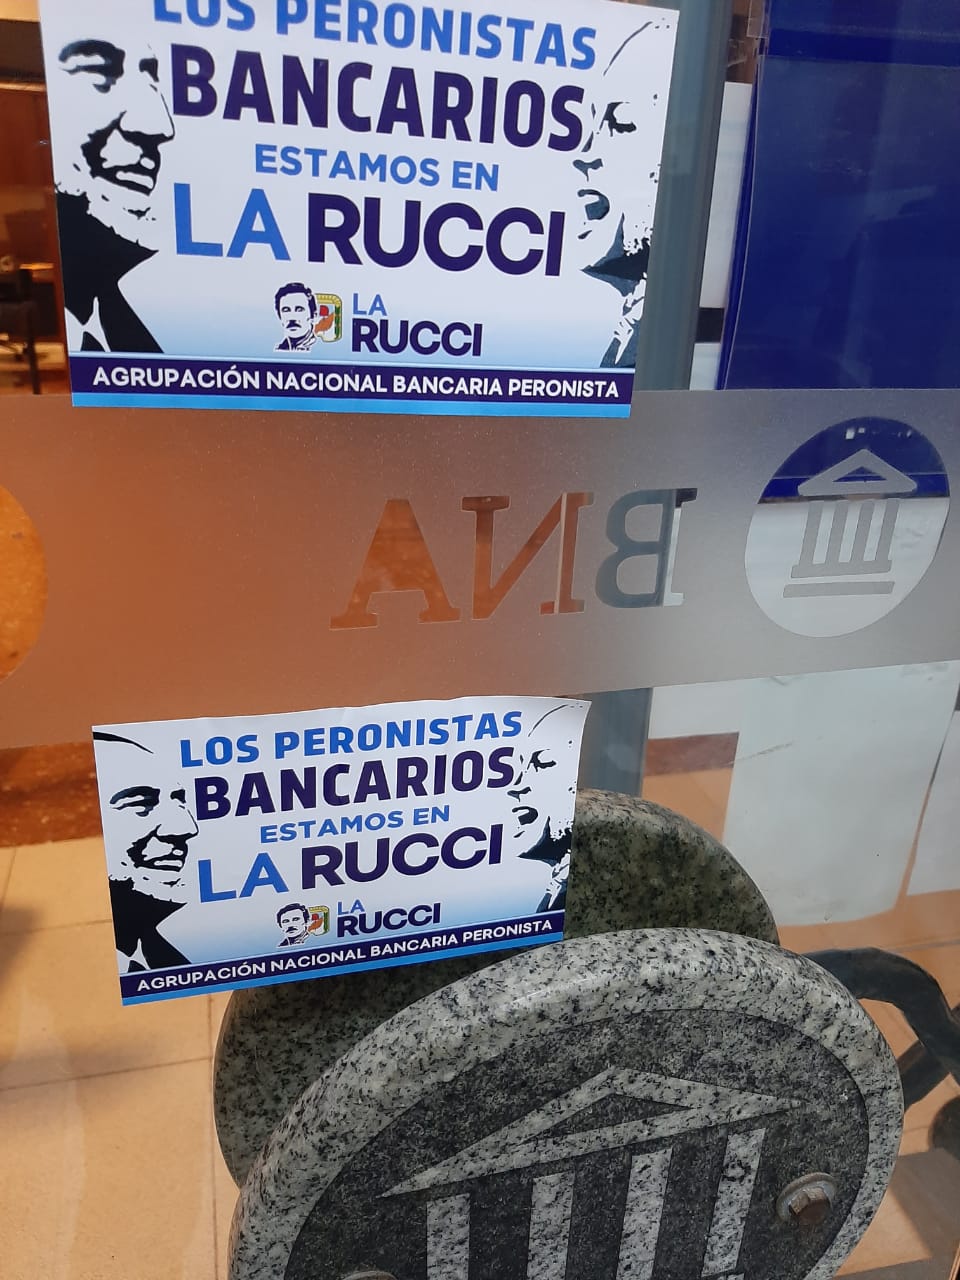 LOS PERONISTAS
BANCARIOS
ESTAMOS EN
LA RUCCI
LA
RUCCI
AGRUPACIÓN NACIONAL BANCARIA PERONISTA
BNA
LOS PERONISTAS
BANCARIOS
ESTAMOS EN
LA RUCCI
LA
RUCCI
AGRUPACIÓN NACIONAL BANCARIA PERONISTA